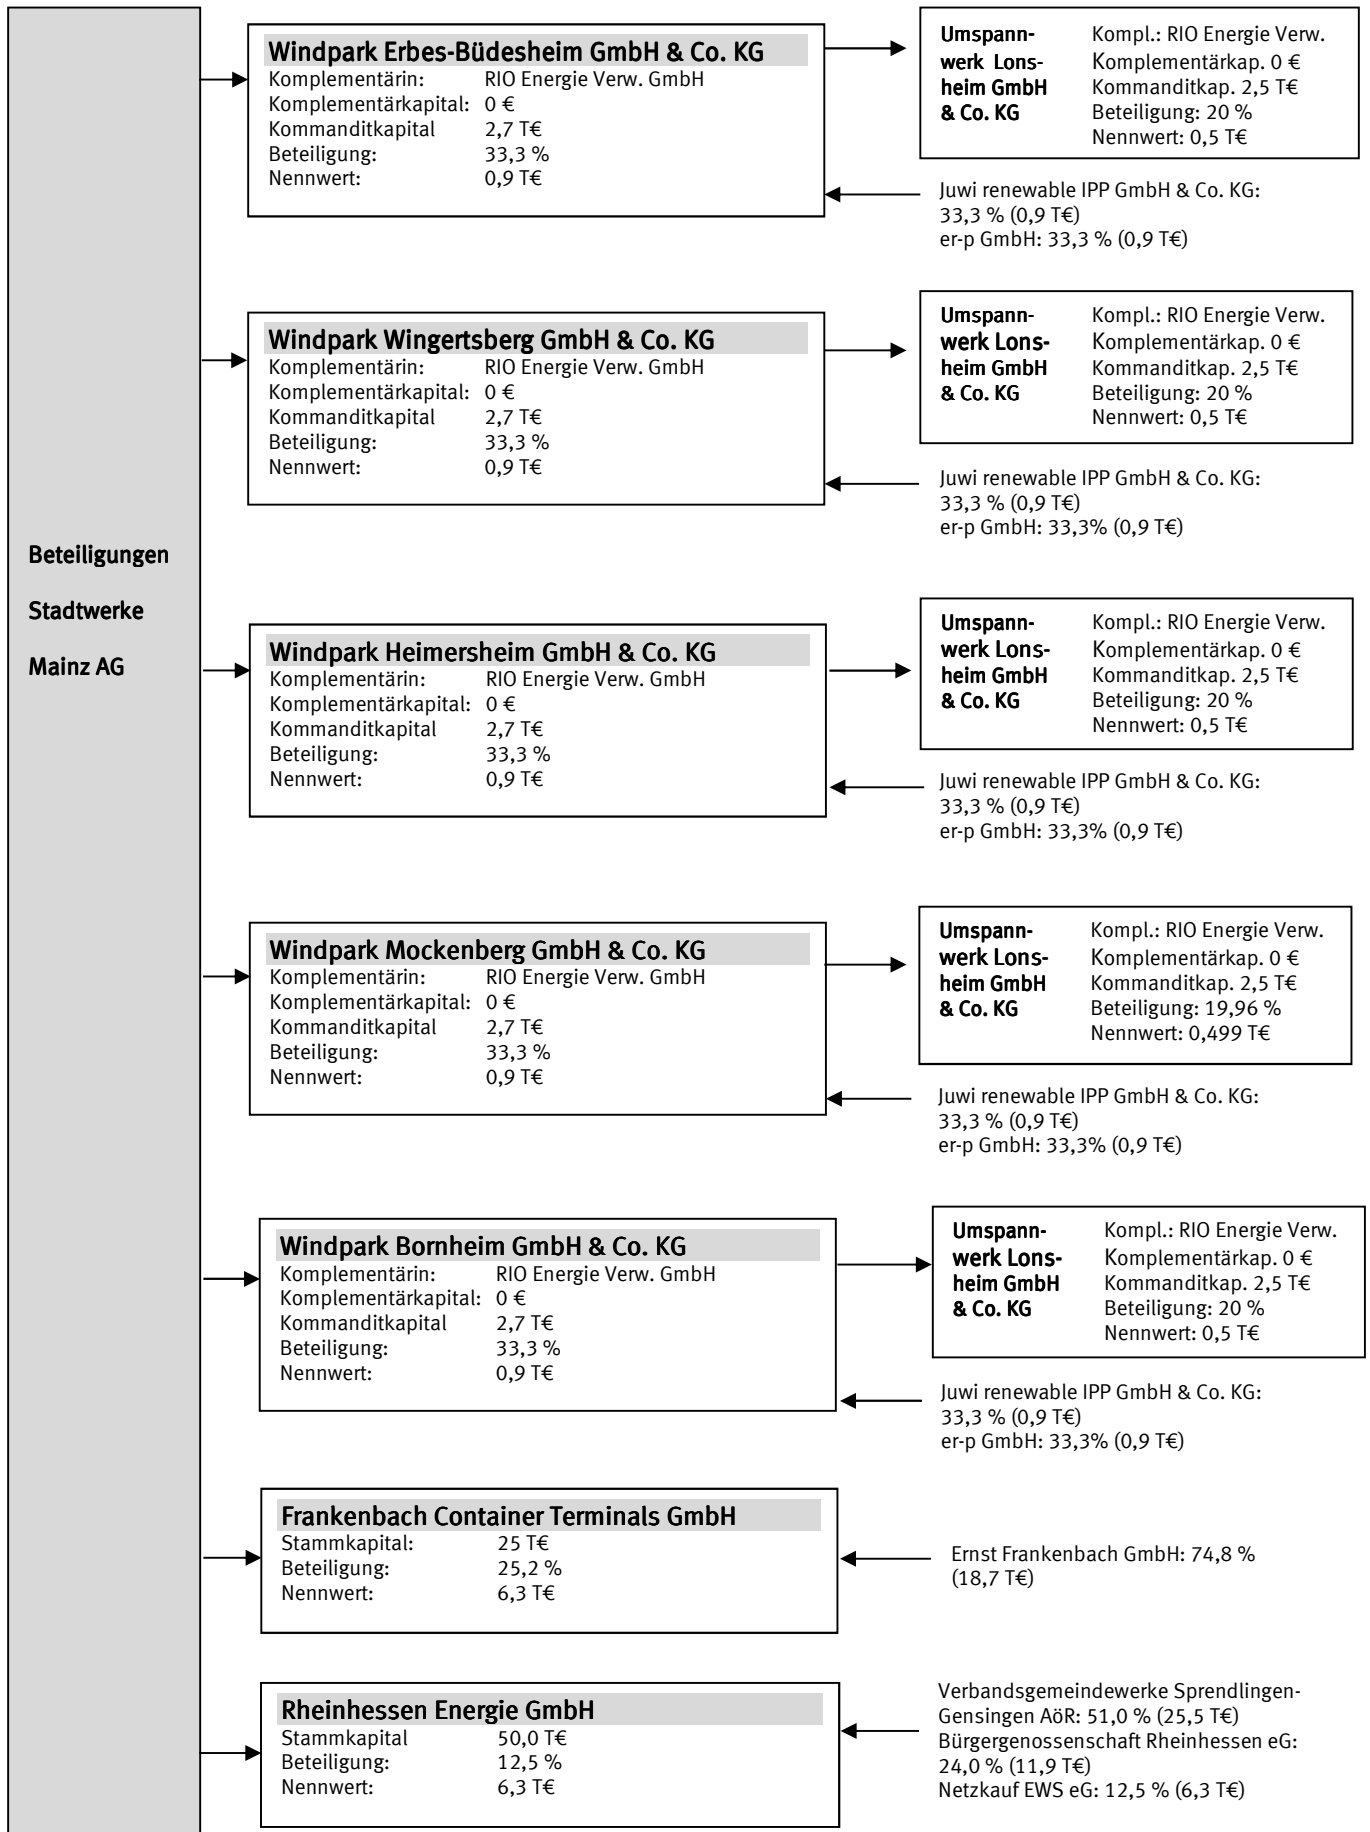 Beteiligungen
Stadtwerke
Mainz AG
Windpark Erbes-Büdesheim GmbH & Co. KG
Komplementärin: RIO Energie Verw. GmbH
Komplementärkapital: 0 €
Kommanditkapital 2,7 T€
Beteiligung: 33,3 %
Nennwert: 0,9 T€
Umspann- Kompl.: RIO Energie Verw.
werk Lons- Komplementärkap. 0 €
heim GmbH Kommanditkap. 2,5 T€
& Co. KG Beteiligung: 20 %
Nennwert: 0,5 T€
Juwi renewable IPP GmbH & Co. KG:
33,3 % (0,9 T€)
er-p GmbH: 33,3 % (0,9 T€)
Windpark Wingertsberg GmbH & Co. KG
Komplementärin: RIO Energie Verw. GmbH
Komplementärkapital: 0 €
Kommanditkapital 2,7 T€
Beteiligung: 33,3 %
Nennwert: 0,9 T€
Umspann- Kompl.: RIO Energie Verw.
werk Lons- Komplementärkap. 0 €
heim GmbH Kommanditkap. 2,5 T€
& Co. KG Beteiligung: 20 %
Nennwert: 0,5 T€
Juwi renewable IPP GmbH & Co. KG:
33,3 % (0,9 T€)
er-p GmbH: 33,3% (0,9 T€)
Windpark Heimersheim GmbH & Co. KG
Komplementärin: RIO Energie Verw. GmbH
Komplementärkapital: 0 €
Kommanditkapital 2,7 T€
Beteiligung: 33,3 %
Nennwert: 0,9 T€
Umspann- Kompl.: RIO Energie Verw.
werk Lons- Komplementärkap. 0 €
heim GmbH Kommanditkap. 2,5 T€
& Co. KG Beteiligung: 20 %
Nennwert: 0,5 T€
Juwi renewable IPP GmbH & Co. KG:
33,3 % (0,9 T€)
er-p GmbH: 33,3% (0,9 T€)
Windpark Mockenberg GmbH & Co. KG
Komplementärin: RIO Energie Verw. GmbH
Komplementärkapital: 0 €
Kommanditkapital 2,7 T€
Beteiligung: 33,3 %
Nennwert: 0,9 T€
Umspann- Kompl.: RIO Energie Verw.
werk Lons- Komplementärkap. 0 €
heim GmbH Kommanditkap. 2,5 T€
& Co. KG Beteiligung: 19,96 %
Nennwert: 0,499 T€
Juwi renewable IPP GmbH & Co. KG:
33,3 % (0,9 T€)
er-p GmbH: 33,3% (0,9 T€)
Windpark Bornheim GmbH & Co. KG
Komplementärin: RIO Energie Verw. GmbH
Komplementärkapital: 0 €
Kommanditkapital 2,7 T€
Beteiligung: 33,3 %
Nennwert: 0,9 T€
Umspann- Kompl.: RIO Energie Verw.
werk Lons- Komplementärkap. 0 €
heim GmbH Kommanditkap. 2,5 T€
& Co. KG Beteiligung: 20 %
Nennwert: 0,5 T€
Juwi renewable IPP GmbH & Co. KG:
33,3 % (0,9 T€)
er-p GmbH: 33,3% (0,9 T€)
Frankenbach Container Terminals GmbH
Stammkapital: 25 T€
Beteiligung: 25,2 %
Nennwert: 6,3 T€
Ernst Frankenbach GmbH: 74,8 %
(18,7 T€)
Rheinhessen Energie GmbH
Stammkapital 50,0 T€
Beteiligung: 12,5 %
Nennwert: 6,3 T€
Verbandsgemeindewerke Sprendlingen-
Gensingen AöR: 51,0 % (25,5 T€)
Bürgergenossenschaft Rheinhessen eG:
24,0 % (11,9 T€)
Netzkauf EWS eG: 12,5 % (6,3 T€)